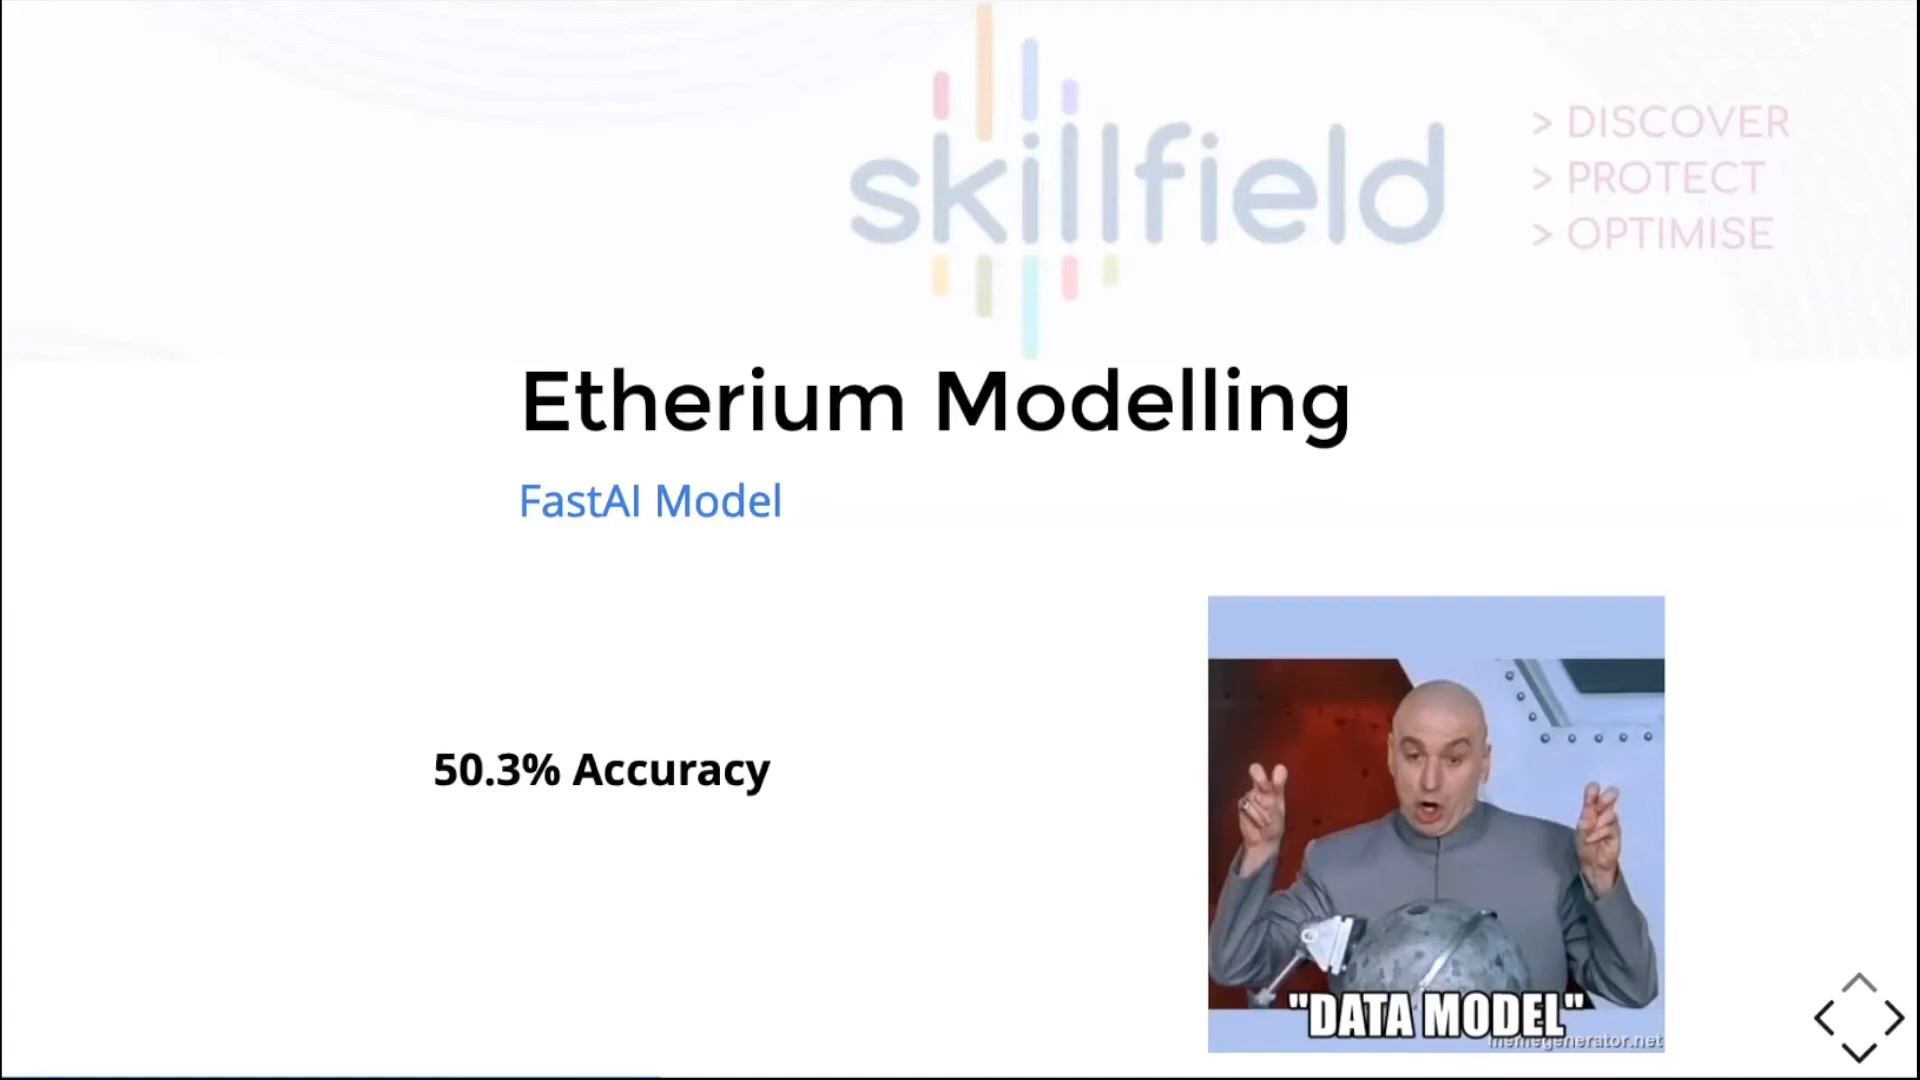 skillfield
> DISCOVER
> PROTECT
> OPTIMISE
Etherium Modelling
FastAI Model
50.3% Accuracy
"DATA MODEL"
memegenerator.net